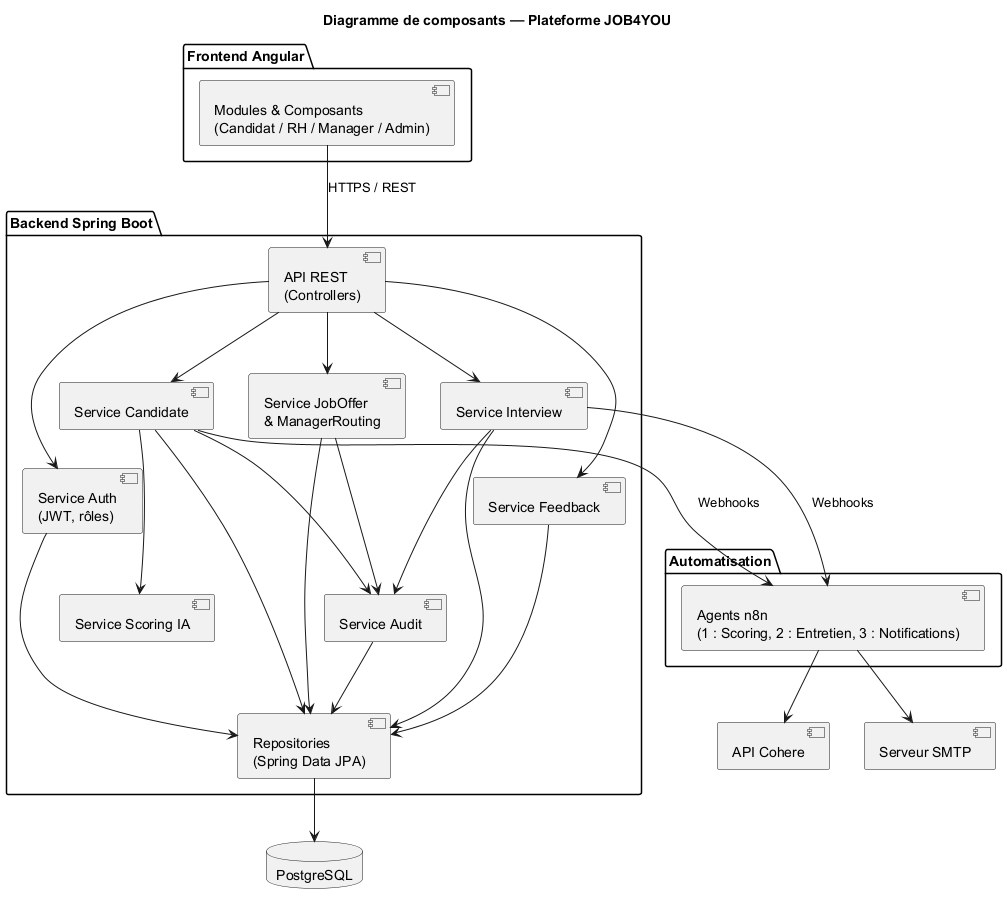 Diagramme de composants — Plateforme JOB4YOU
Frontend Angular
Modules & Composants
(Candidat / RH / Manager / Admin)
HTTPS / REST
Backend Spring Boot
API REST
(Controllers)
Service Candidate
Service JobOffer
& ManagerRouting
Service Interview
Service Auth
(JWT, rôles)
Service Feedback
Webhooks
Webhooks
Automatisation
Service Scoring IA
Service Audit
Agents n8n
(1 : Scoring, 2 : Entretien, 3 : Notifications)
Repositories
(Spring Data JPA)
API Cohere
Serveur SMTP
PostgreSQL